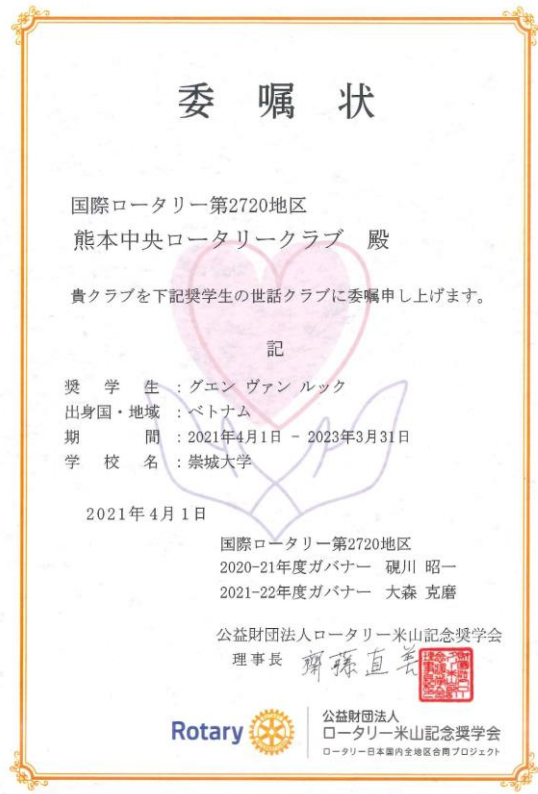 委嘱状
国際ロータリー第2720地区
熊本中央ロータリークラブ 殿
貴クラブを下記奨学生の世話クラブに委嘱申し上げます。
記
奨学生：グエン ヴァン ルック
出身国・地域：ベトナム
期間：2021年4月1日 - 2023年3月31日
学校名：崇城大学
2021年4月1日
国際ロータリー第2720地区
2020-21年度ガバナー 硯川 昭一
2021-22年度ガバナー 大森 克磨
公益財団法人ロータリー米山記念奨学会
理事長 齋藤直美
Rotary
公益財団法人
ロータリー米山記念奨学会
ロータリー日本国内全地区合同プロジェクト